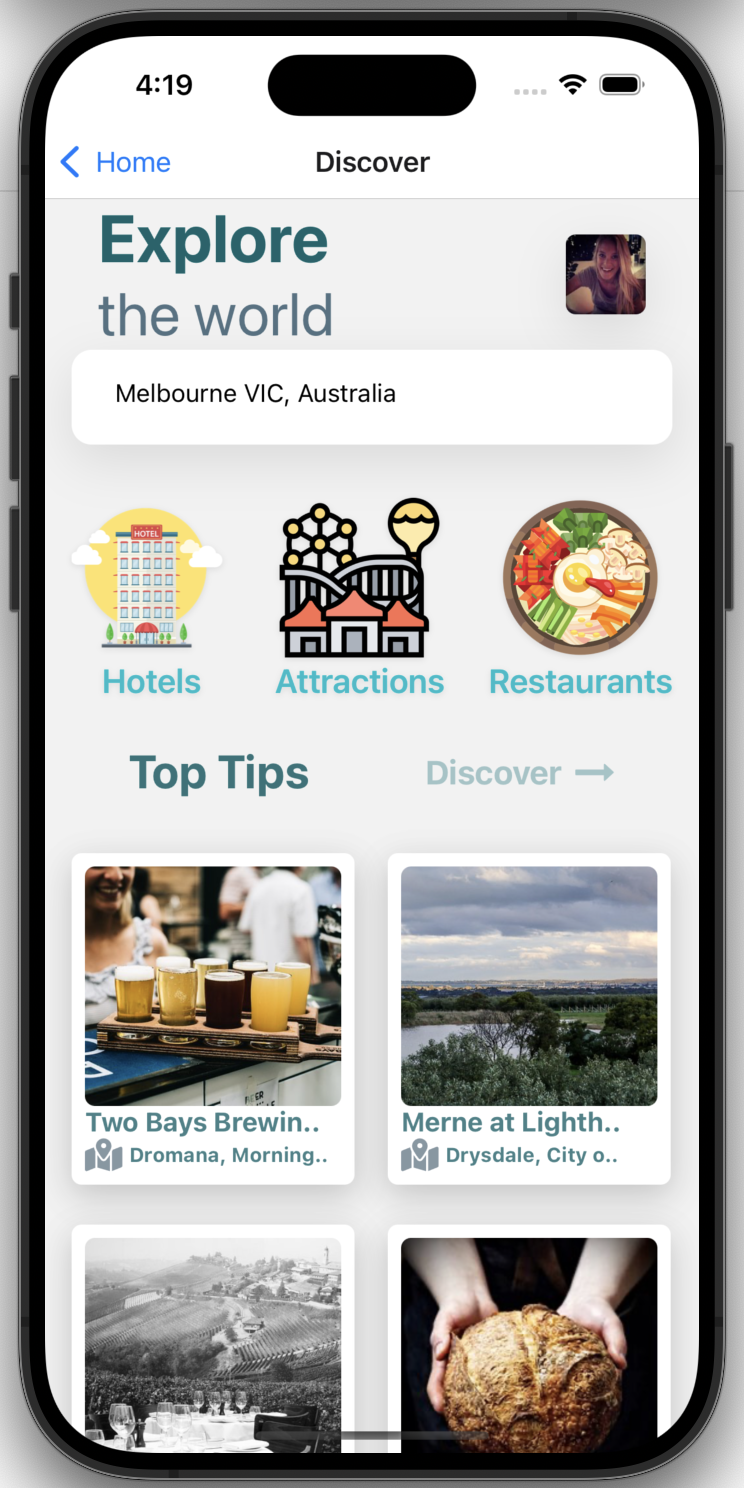 4:19
Home
Discover
Explore
the world
Melbourne VIC, Australia
HOTEL
Hotels
Attractions
Restaurants
Top Tips
Discover
Two Bays Brewin..
Dromana, Morning..
Merne at Lighth..
Drysdale, City o..